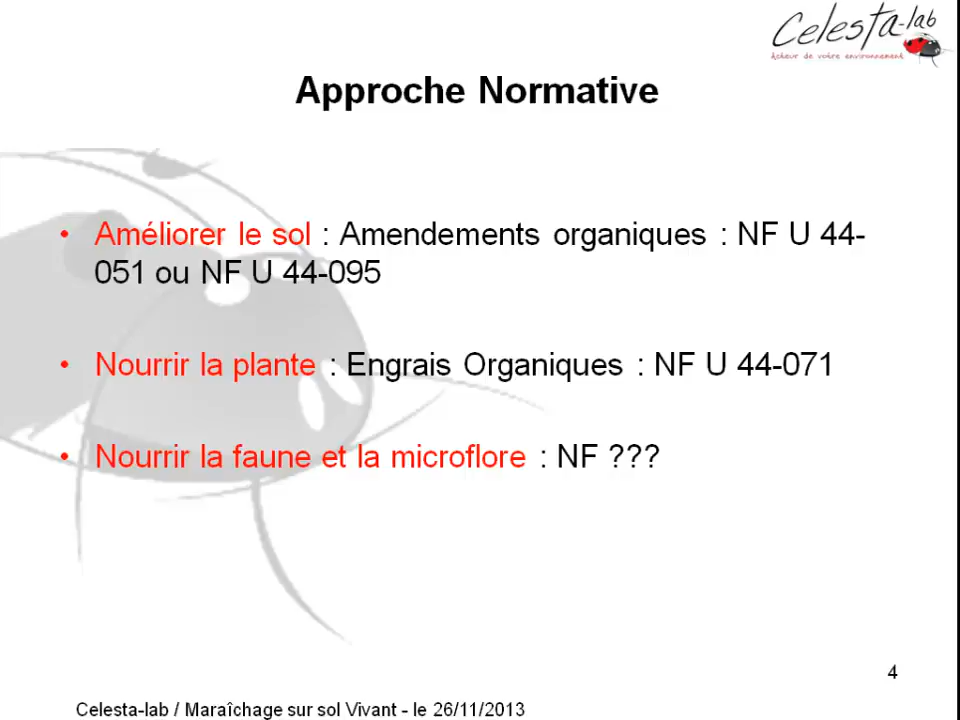 Celesta-lab
Acteur de votre environnement
Approche Normative
• Améliorer le sol : Amendements organiques : NF U 44-
051 ou NF U 44-095
• Nourrir la plante : Engrais Organiques : NF U 44-071
• Nourrir la faune et la microflore : NF ???
4
Celesta-lab / Maraîchage sur sol Vivant - le 26/11/2013